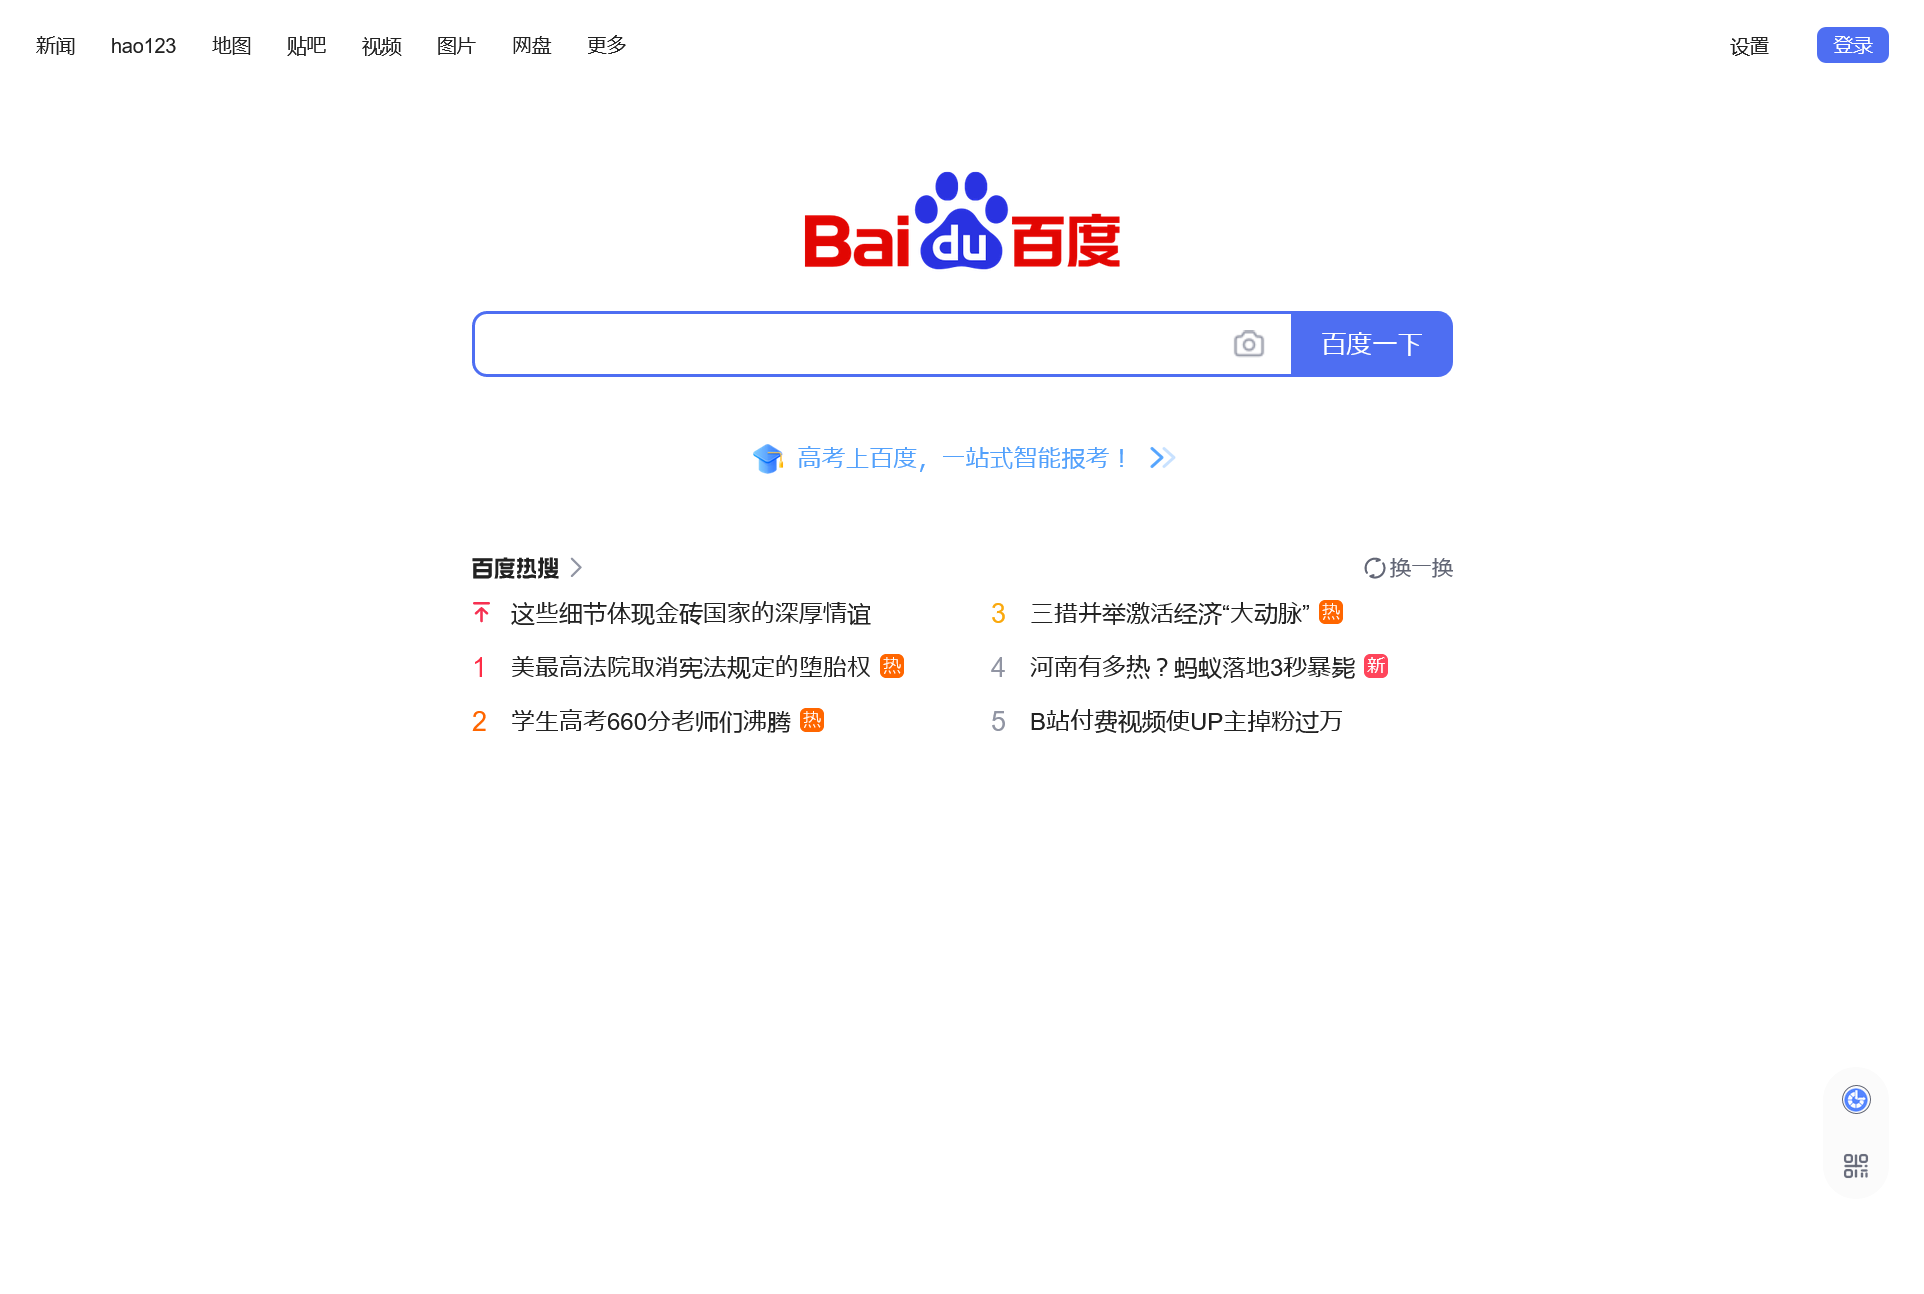 新闻 hao123 地图 贴吧 视频 图片 网盘 更多 设置 登录
Bai du 百度
百度一下
高考上百度，一站式智能报考！
百度热搜 换一换
这些细节体现金砖国家的深厚情谊
1 美最高法院取消宪法规定的堕胎权 热
2 学生高考660分老师们沸腾 热
3 三措并举激活经济“大动脉” 热
4 河南有多热？蚂蚁落地3秒暴毙 新
5 B站付费视频使UP主掉粉过万